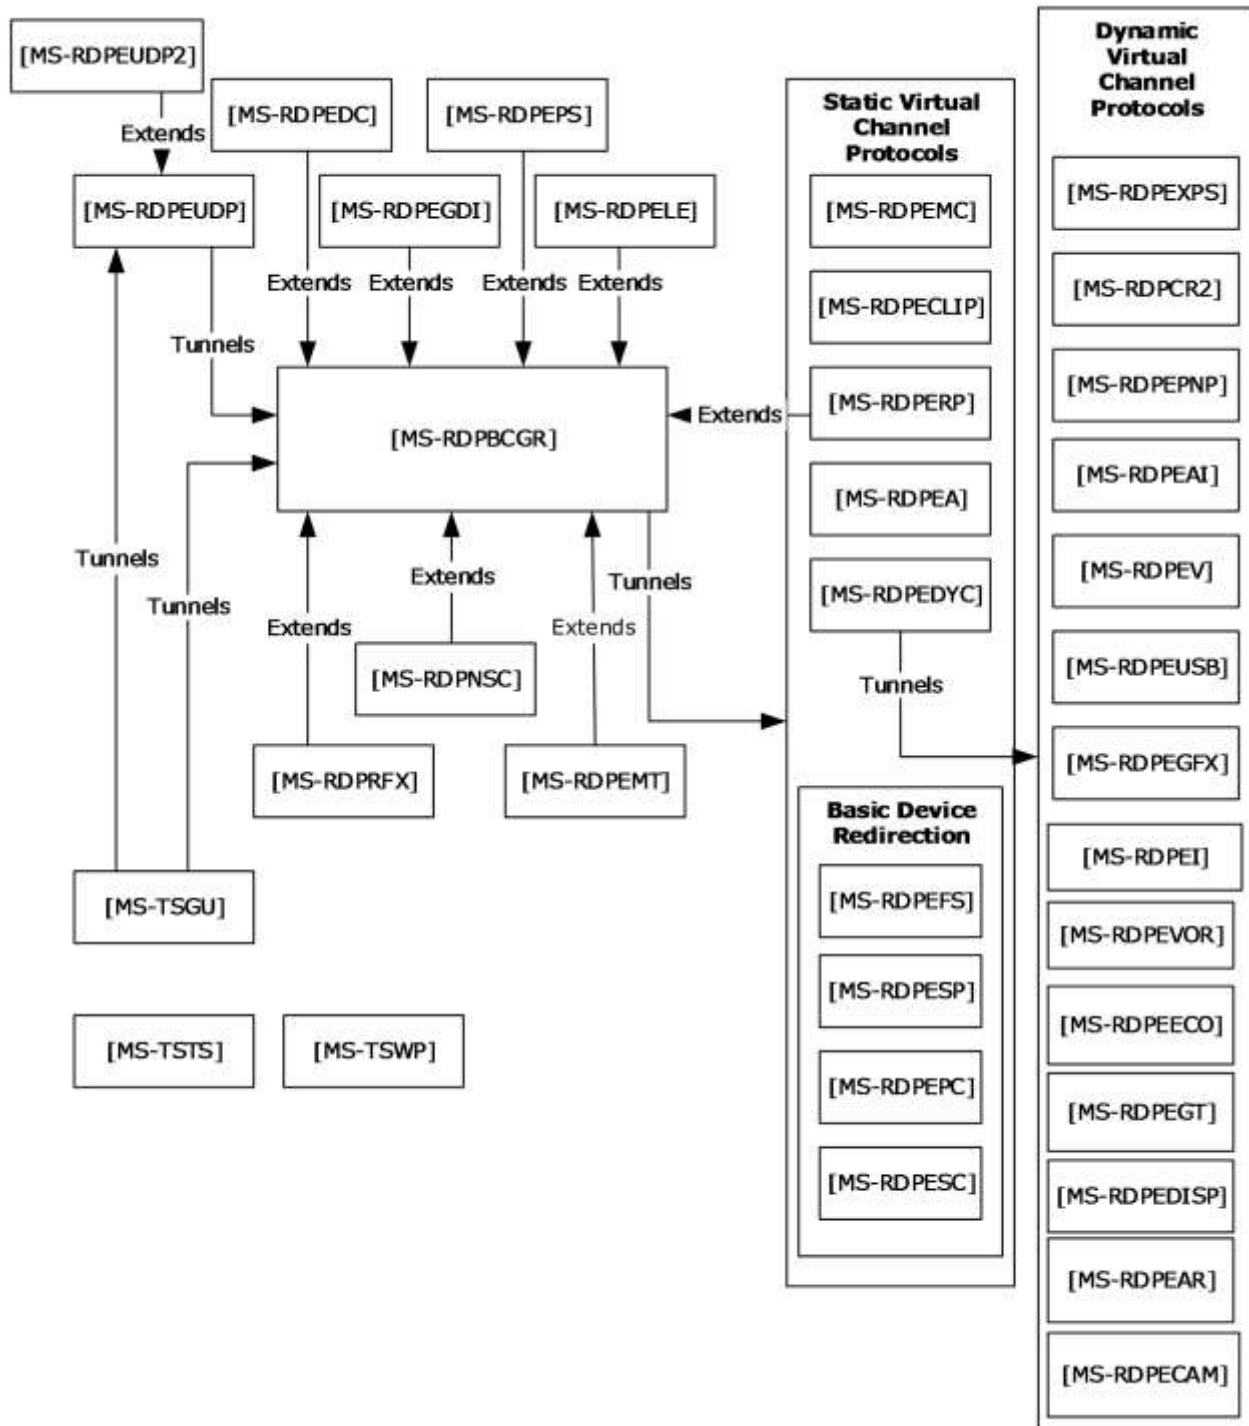 [MS-RDPEUDP2]
Extends
[MS-RDPEUDP]
[MS-RDPEDC]
[MS-RDPEPS]
[MS-RDPEGDI]
[MS-RDPELE]
Extends
Extends
Extends
Extends
Tunnels
[MS-RDPBCGR]
Extends
Tunnels
Tunnels
Extends
Extends
Extends
Tunnels
[MS-RDPNSC]
[MS-RDPRFX]
[MS-RDPEMT]
[MS-TSGU]
[MS-TSTS]
[MS-TSWP]
Static Virtual
Channel
Protocols
[MS-RDPEMC]
[MS-RDPECLIP]
[MS-RDPERP]
[MS-RDPEA]
[MS-RDPEDYC]
Tunnels
Basic Device
Redirection
[MS-RDPEFS]
[MS-RDPESP]
[MS-RDPEPC]
[MS-RDPESC]
Dynamic
Virtual
Channel
Protocols
[MS-RDPEXPS]
[MS-RDPCR2]
[MS-RDPEPNP]
[MS-RDPEAI]
[MS-RDPEV]
[MS-RDPEUSB]
[MS-RDPEGFX]
[MS-RDPEI]
[MS-RDPEVOR]
[MS-RDPEECO]
[MS-RDPEGT]
[MS-RDPEDISP]
[MS-RDPEAR]
[MS-RDPECAM]